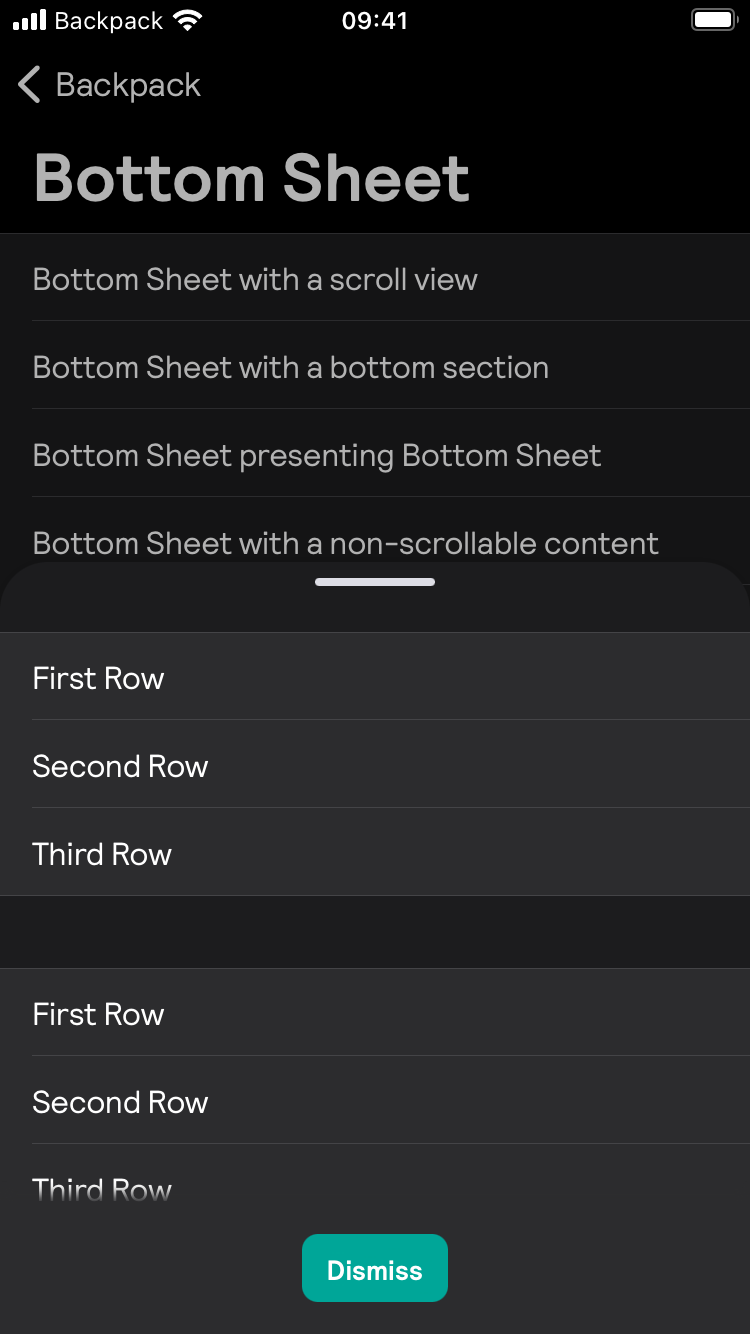 Backpack 09:41
Backpack
Bottom Sheet
Bottom Sheet with a scroll view
Bottom Sheet with a bottom section
Bottom Sheet presenting Bottom Sheet
Bottom Sheet with a non-scrollable content
First Row
Second Row
Third Row
First Row
Second Row
Third Row
Dismiss